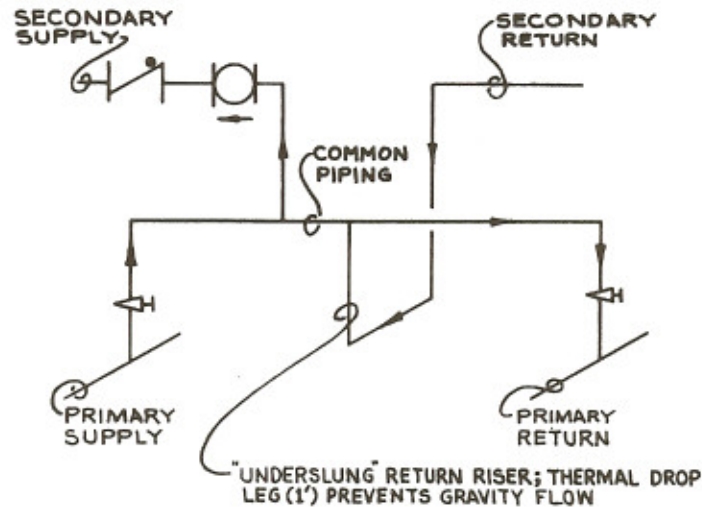 SECONDARY
SUPPLY
SECONDARY
RETURN
COMMON
PIPING
PRIMARY
SUPPLY
PRIMARY
RETURN
"UNDERSLUNG" RETURN RISER; THERMAL DROP
LEG (1') PREVENTS GRAVITY FLOW